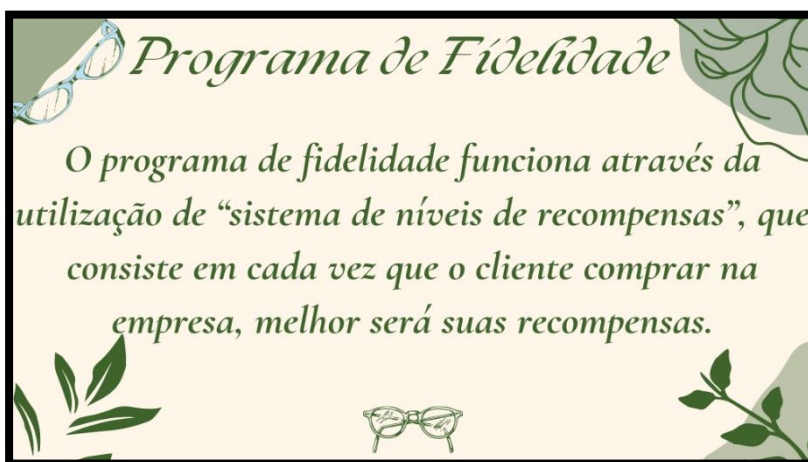 Programa de Fidelidade
O programa de fidelidade funciona através da
utilização de “sistema de níveis de recompensas”, que
consiste em cada vez que o cliente comprar na
empresa, melhor será suas recompensas.